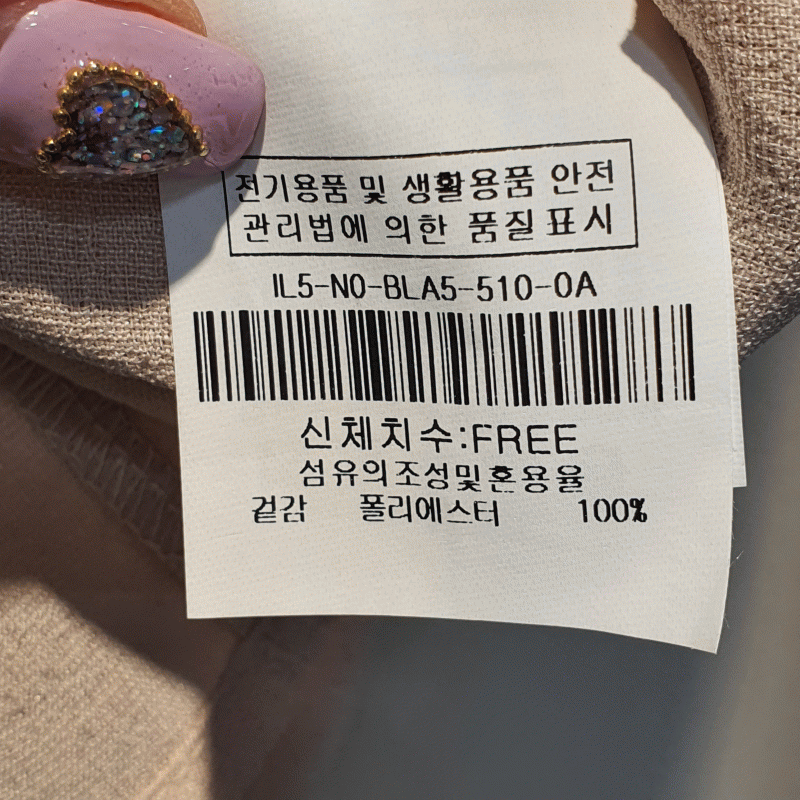 전기용품 및 생활용품 안전
관리법에 의한 품질표시
IL5-N0-BLA5-510-0A
신체치수:FREE
섬유의조성및혼용율
겉감 폴리에스터 100%